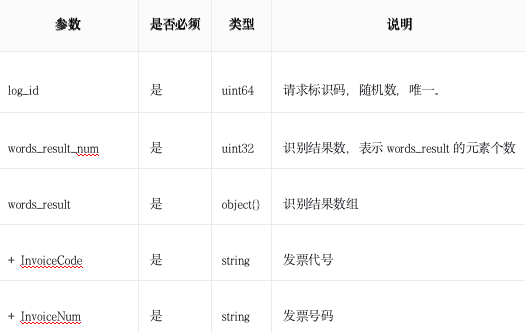 参数 是否必须 类型 说明
log_id 是 uint64 请求标识码，随机数，唯一。
words_result_num 是 uint32 识别结果数，表示 words_result 的元素个数
words_result 是 object{} 识别结果数组
+ InvoiceCode 是 string 发票代号
+ InvoiceNum 是 string 发票号码